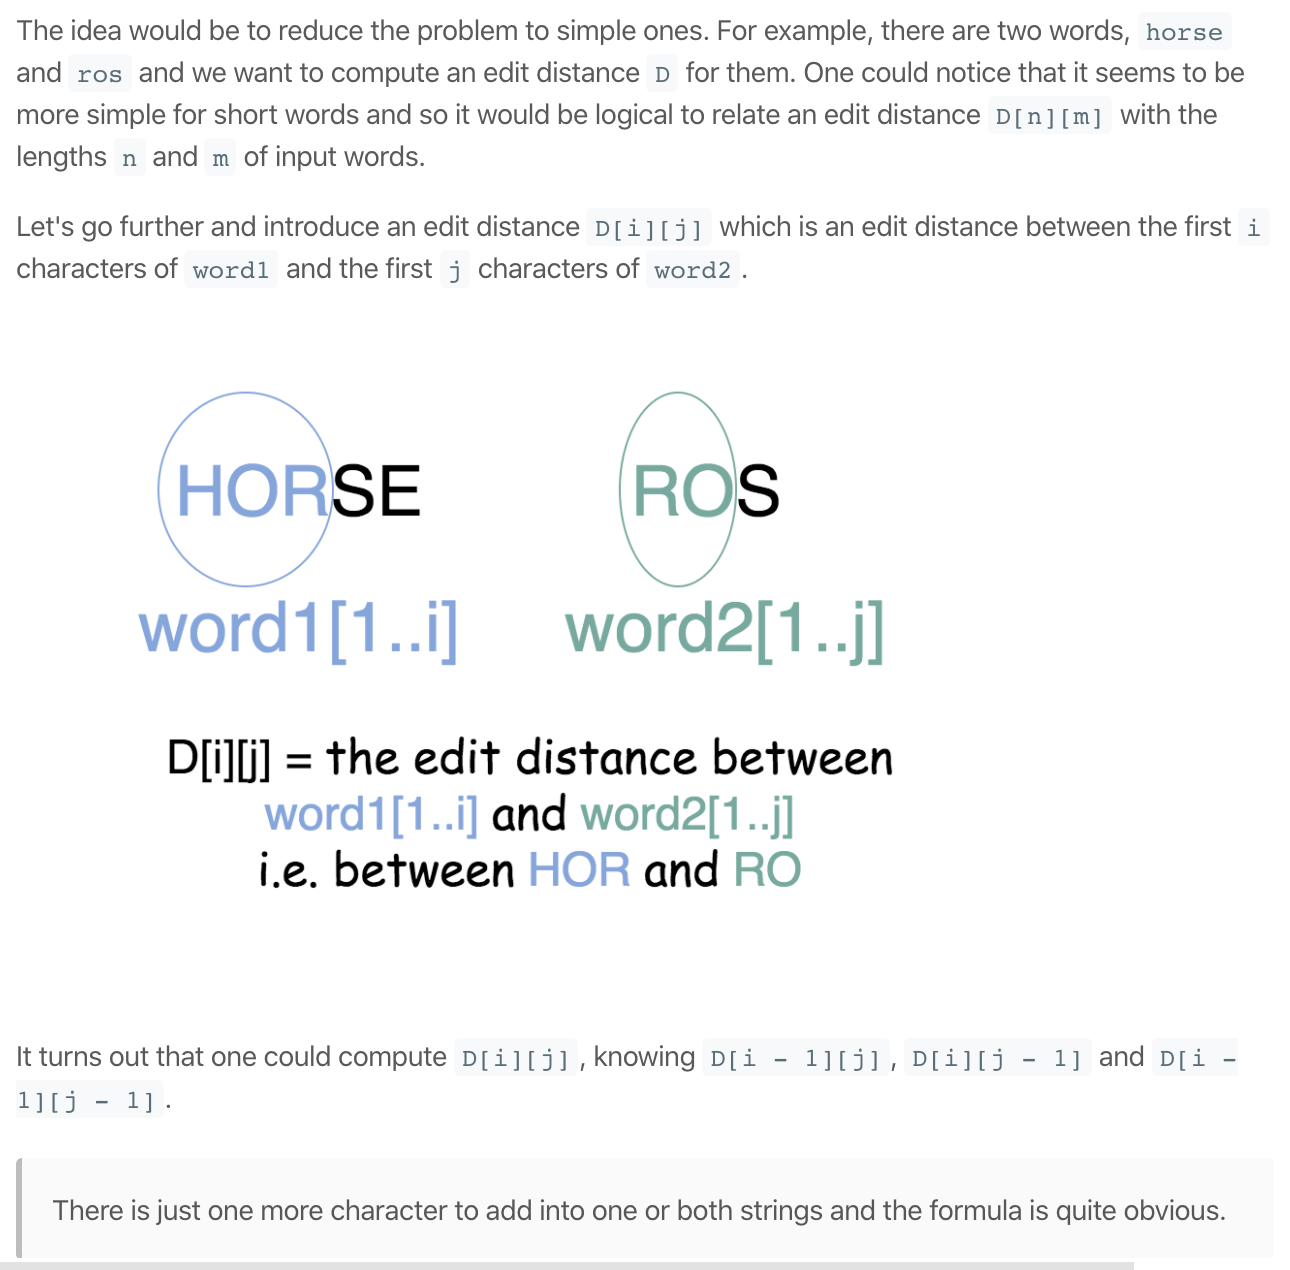 The idea would be to reduce the problem to simple ones. For example, there are two words, horse
and ros and we want to compute an edit distance D for them. One could notice that it seems to be
more simple for short words and so it would be logical to relate an edit distance D[n][m] with the
lengths n and m of input words.
Let's go further and introduce an edit distance D[i][j] which is an edit distance between the first i
characters of word1 and the first j characters of word2 .
HORSE ROS
word1[1..i] word2[1..j]
D[i][j] = the edit distance between
word1[1..i] and word2[1..j]
i.e. between HOR and RO
It turns out that one could compute D[i][j] , knowing D[i - 1][j] , D[i][j - 1] and D[i -
1][j - 1] .
There is just one more character to add into one or both strings and the formula is quite obvious.